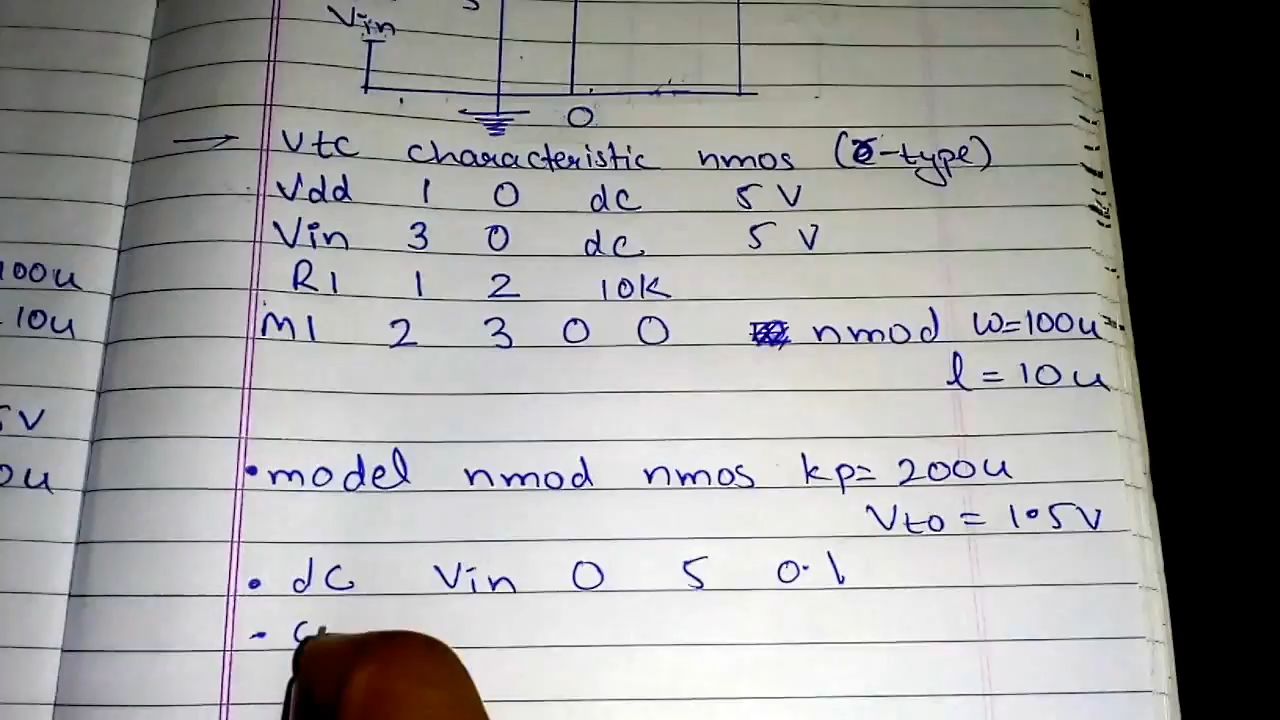 Vin
0
Vtc characteristic nmos (e-type)
Vdd 1 0 dc 5 V
Vin 3 0 dc 5 V
R1 1 2 10K
M1 2 3 0 0 nmod W=100u
l = 10u
.model nmod nmos kp= 200u
Vto = 1.5V
. dc Vin 0 5 0.1
100u
10u